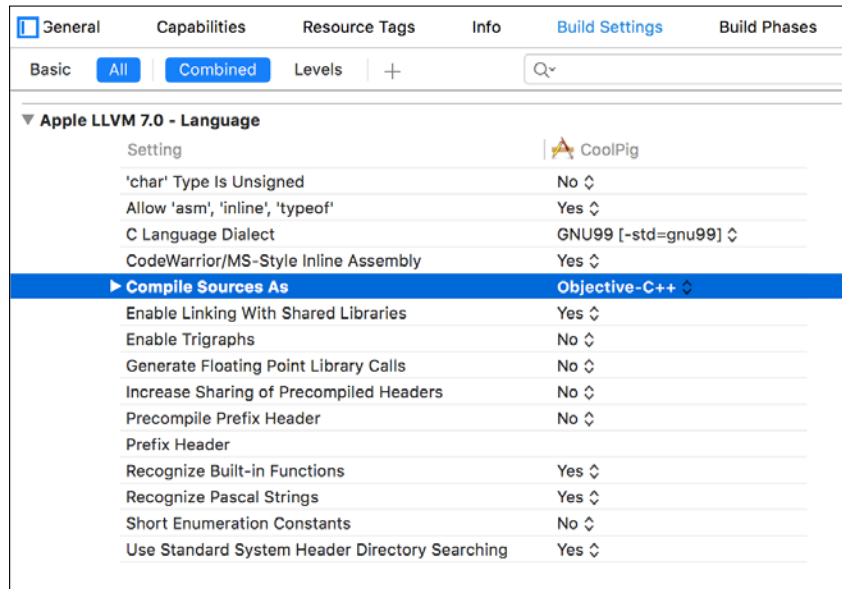 General Capabilities Resource Tags Info Build Settings Build Phases
Basic All Combined Levels +
Apple LLVM 7.0 - Language
Setting CoolPig
'char' Type Is Unsigned No
Allow 'asm', 'inline', 'typeof' Yes
C Language Dialect GNU99 [-std=gnu99]
CodeWarrior/MS-Style Inline Assembly Yes
Compile Sources As Objective-C++
Enable Linking With Shared Libraries Yes
Enable Trigraphs No
Generate Floating Point Library Calls No
Increase Sharing of Precompiled Headers No
Precompile Prefix Header No
Prefix Header
Recognize Built-in Functions Yes
Recognize Pascal Strings Yes
Short Enumeration Constants No
Use Standard System Header Directory Searching Yes